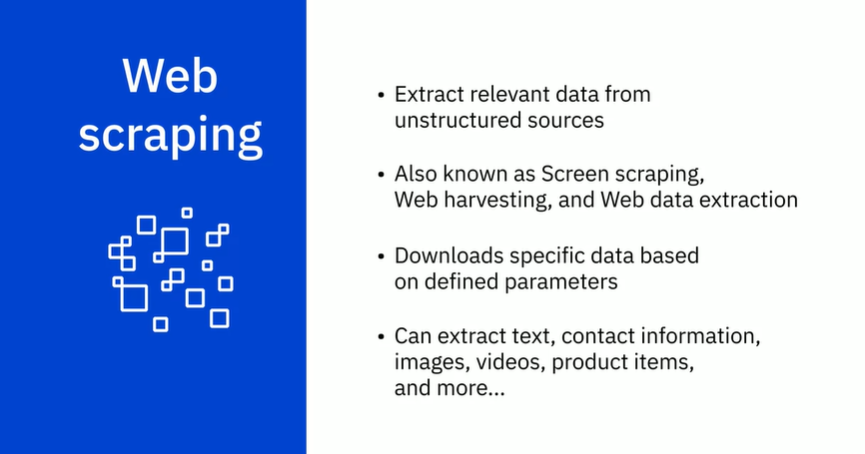 Web
scraping
• Extract relevant data from
unstructured sources
• Also known as Screen scraping,
Web harvesting, and Web data extraction
• Downloads specific data based
on defined parameters
• Can extract text, contact information,
images, videos, product items,
and more...